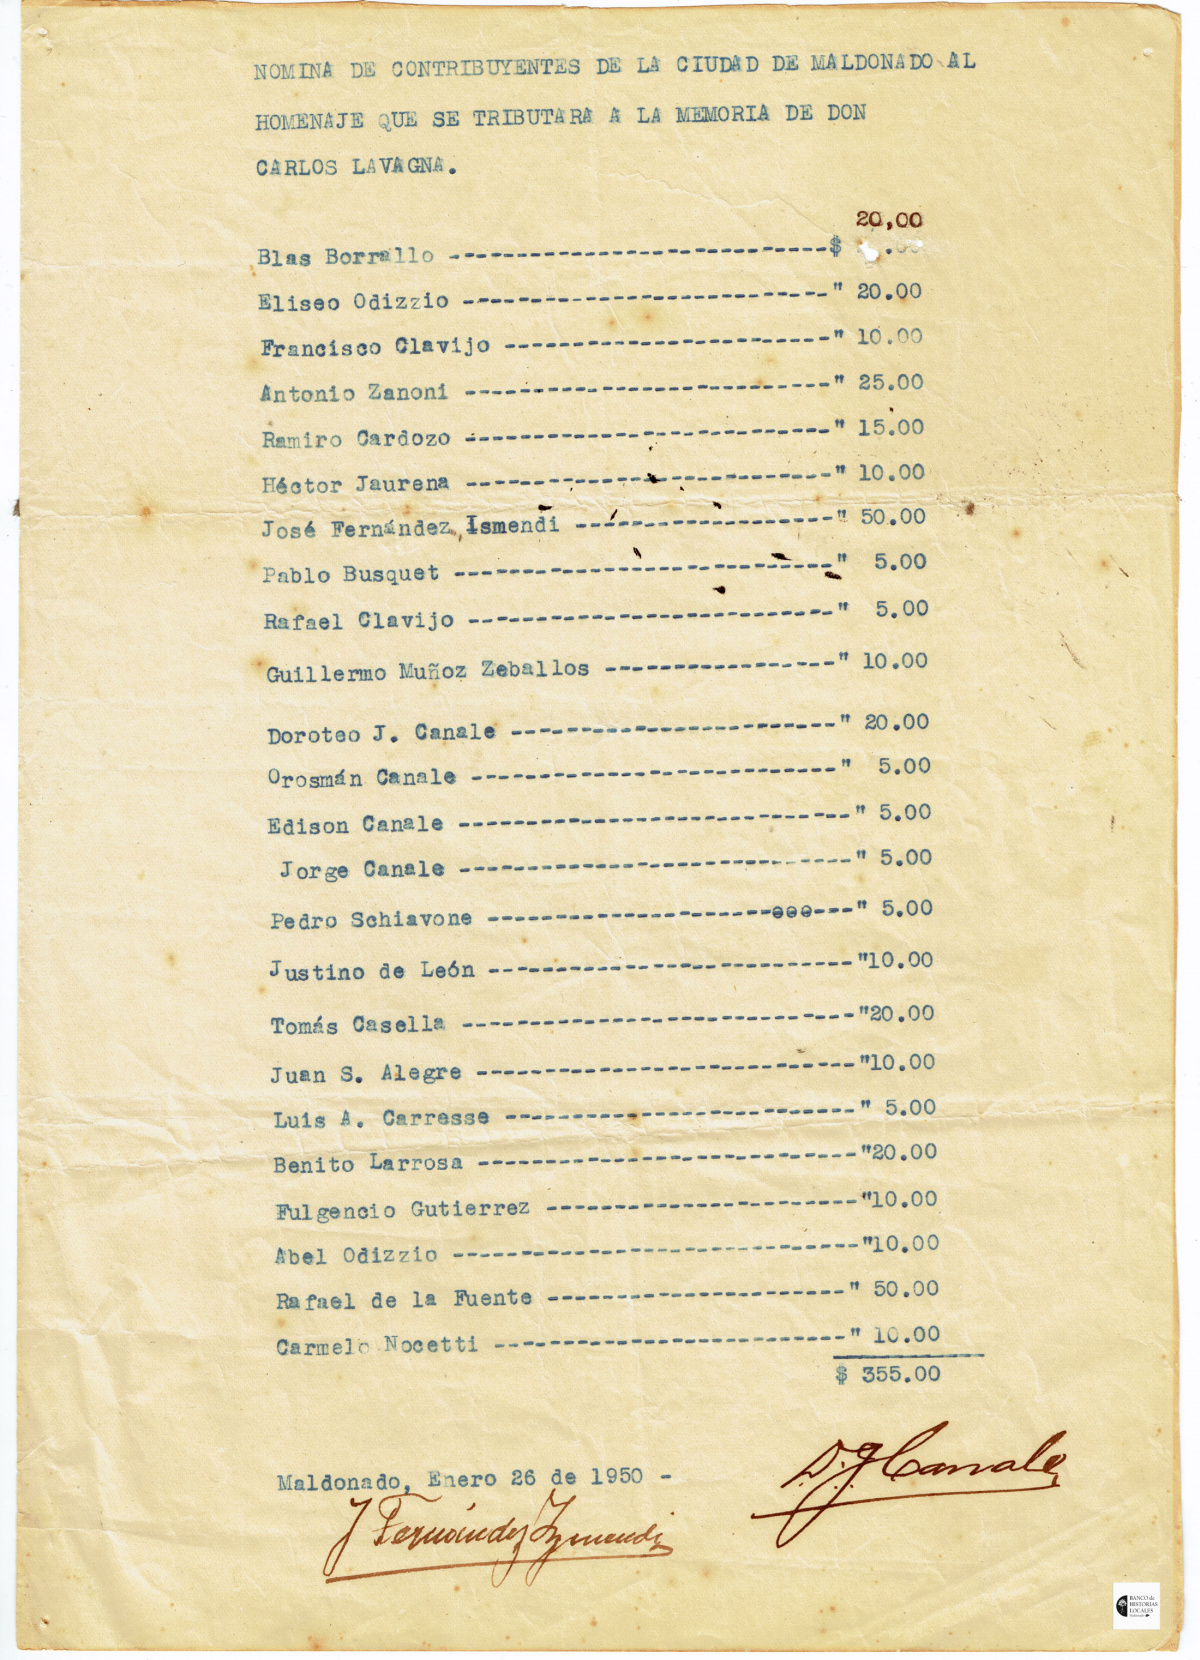 NOMINA DE CONTRIBUYENTES DE LA CIUDAD DE MALDONADO AL
HOMENAJE QUE SE TRIBUTARA A LA MEMORIA DE DON
CARLOS LAVAGNA.
20,00
Blas Borrallo ----------------------------$ .00
Eliseo Odizzio ---------------------------" 20.00
Francisco Clavijo ------------------------" 10.00
Antonio Zanoni ---------------------------" 25.00
Ramiro Cardozo ---------------------------" 15.00
Héctor Jaurena ---------------------------" 10.00
José Fernández Ismendi -------------------" 50.00
Pablo Busquet ----------------------------" 5.00
Rafael Clavijo ---------------------------" 5.00
Guillermo Muñoz Zeballos -----------------" 10.00
Doroteo J. Canale ------------------------" 20.00
Orosmán Canale ---------------------------" 5.00
Edison Canale -----------------------------" 5.00
Jorge Canale -----------------------------" 5.00
Pedro Schiavone ---------------------eee---" 5.00
Justino de León ---------------------------"10.00
Tomás Casella -----------------------------"20.00
Juan S. Alegre ----------------------------"10.00
Luis A. Carresse --------------------------" 5.00
Benito Larrosa ----------------------------"20.00
Fulgencio Gutierrez -----------------------"10.00
Abel Odizzio ------------------------------"10.00
Rafael de la Fuente ----------------------" 50.00
Carmelo Nocetti --------------------------" 10.00
$ 355.00
Maldonado, Enero 26 de 1950 -
D. J. Canale
J Fernández Izmendi
BANCO de
HISTORIAS
LOCALES